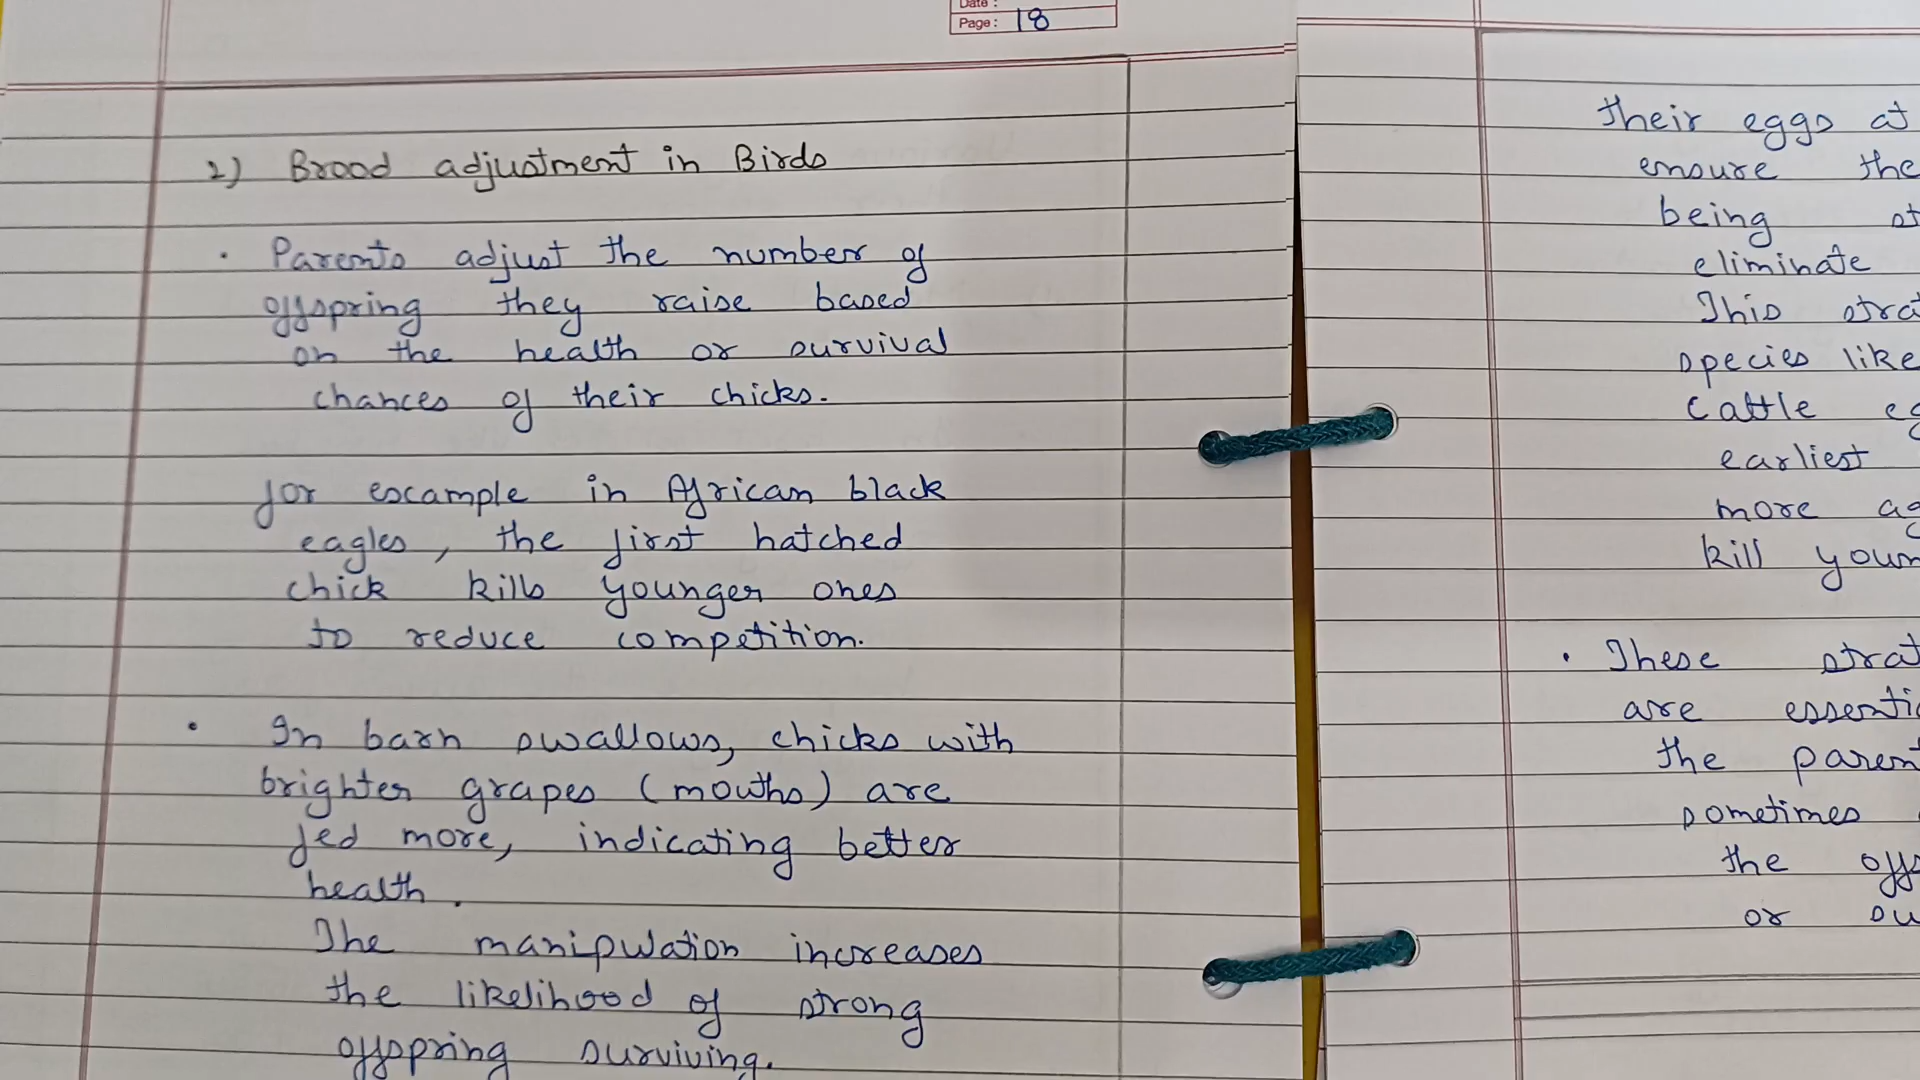 Date :
Page : 18
2) Brood adjustment in Birds
• Parents adjust the number of
offspring they raise based
on the health or survival
chances of their chicks.
for example in African black
eagles, the first hatched
chick kills younger ones
to reduce competition.
• In barn swallows, chicks with
brighter grapes (mouths) are
fed more, indicating better
health.
The manipulation increases
the likelihood of strong
offspring surviving.
their eggs at
ensure the
being st
eliminate
This stra
species like
cattle eg
earliest
more ag
kill youn
• These strat
are essenti
the paren
sometimes
the offs
or su